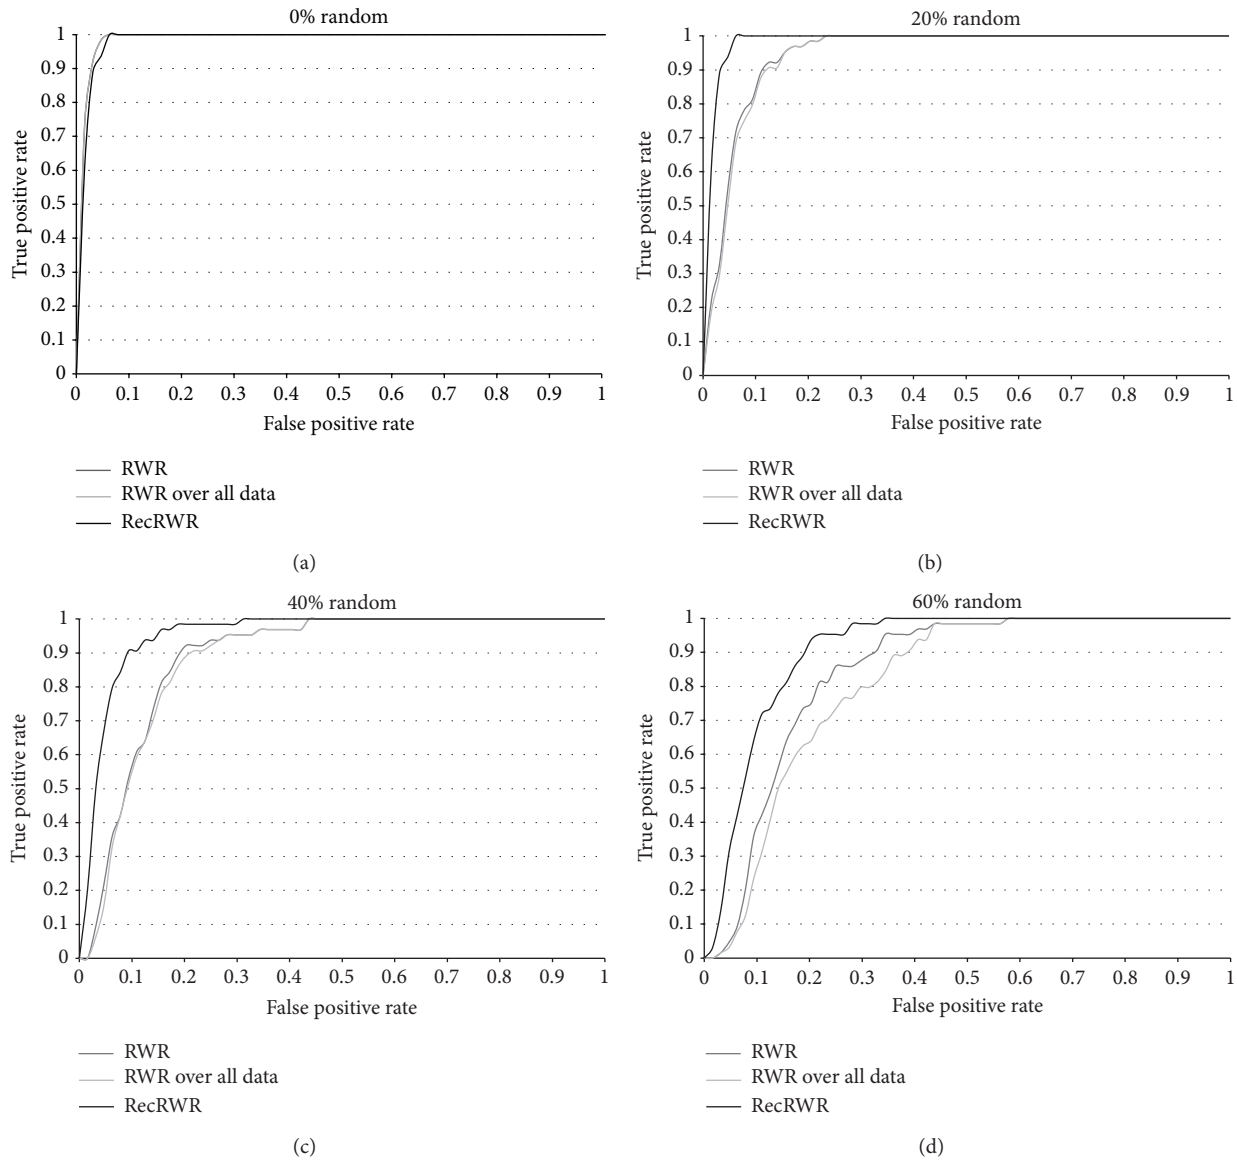 0% random
1
0.9
0.8
0.7
0.6
0.5
0.4
0.3
0.2
0.1
0
True positive rate
0 0.1 0.2 0.3 0.4 0.5 0.6 0.7 0.8 0.9 1
False positive rate
RWR
RWR over all data
RecRWR
(a)
20% random
1
0.9
0.8
0.7
0.6
0.5
0.4
0.3
0.2
0.1
0
True positive rate
0 0.1 0.2 0.3 0.4 0.5 0.6 0.7 0.8 0.9 1
False positive rate
RWR
RWR over all data
RecRWR
(b)
40% random
1
0.9
0.8
0.7
0.6
0.5
0.4
0.3
0.2
0.1
0
True positive rate
0 0.1 0.2 0.3 0.4 0.5 0.6 0.7 0.8 0.9 1
False positive rate
RWR
RWR over all data
RecRWR
(c)
60% random
1
0.9
0.8
0.7
0.6
0.5
0.4
0.3
0.2
0.1
0
True positive rate
0 0.1 0.2 0.3 0.4 0.5 0.6 0.7 0.8 0.9 1
False positive rate
RWR
RWR over all data
RecRWR
(d)